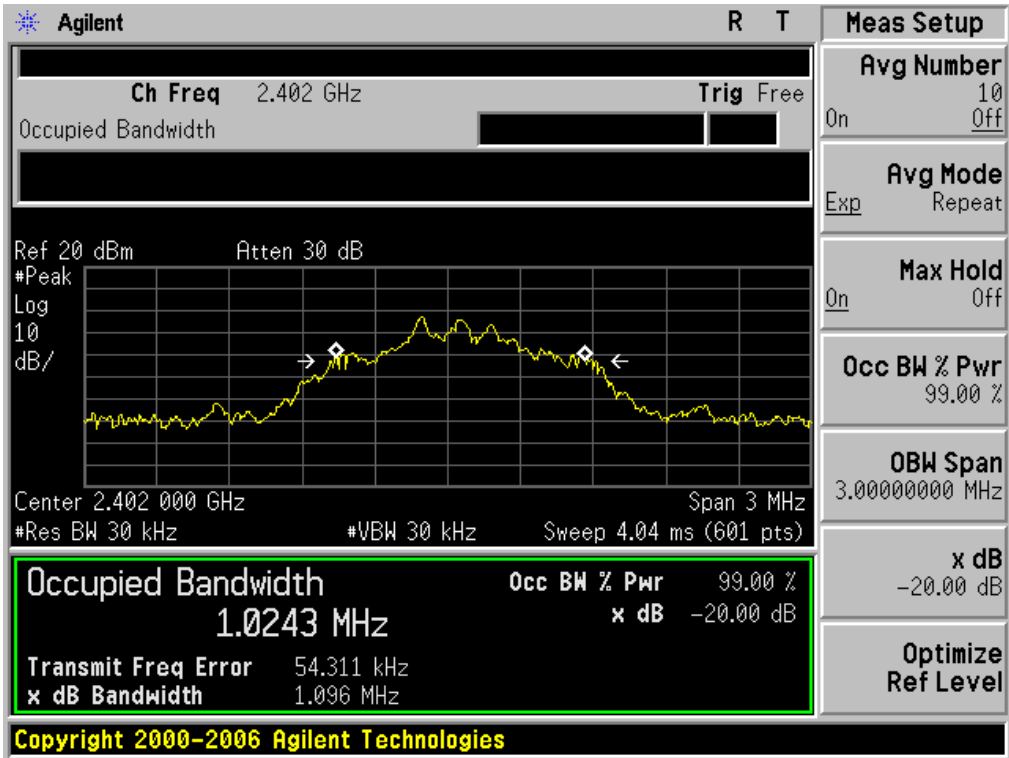 Agilent R T
Ch Freq 2.402 GHz Trig Free
Occupied Bandwidth
Ref 20 dBm Atten 30 dB
#Peak
Log
10
dB/
Center 2.402 000 GHz Span 3 MHz
#Res BW 30 kHz #VBW 30 kHz Sweep 4.04 ms (601 pts)
Occupied Bandwidth Occ BW % Pwr 99.00 %
1.0243 MHz x dB -20.00 dB
Transmit Freq Error 54.311 kHz
x dB Bandwidth 1.096 MHz
Copyright 2000-2006 Agilent Technologies
Meas Setup
Avg Number
10
On Off
Avg Mode
Exp Repeat
Max Hold
On Off
Occ BW % Pwr
99.00 %
OBW Span
3.00000000 MHz
x dB
-20.00 dB
Optimize
Ref Level